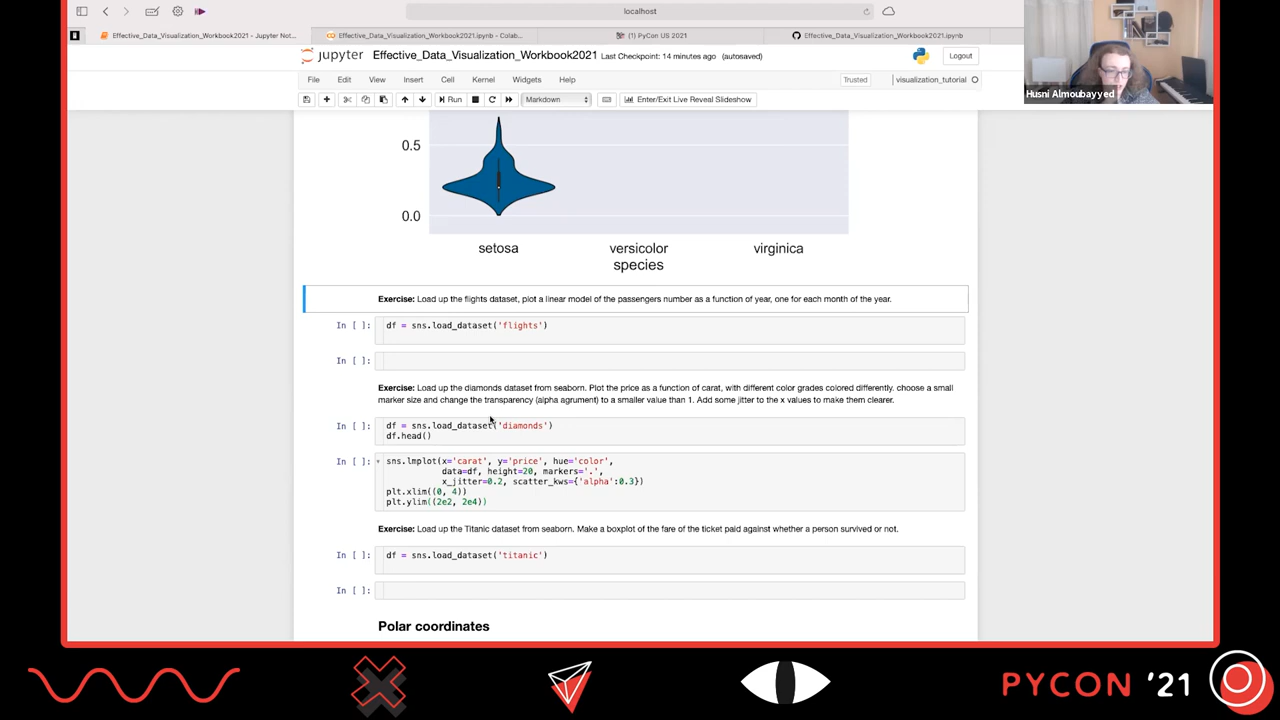 localhost
Effective_Data_Visualization_Workbook2021 - Jupyter Not...
Effective_Data_Visualization_Workbook2021.ipynb - Colab...
(1) PyCon US 2021
Effective_Data_Visualization_Workbook2021.ipynb
jupyter Effective_Data_Visualization_Workbook2021 Last Checkpoint: 14 minutes ago (autosaved)
Logout
File Edit View Insert Cell Kernel Widgets Help
Trusted
visualization_tutorial
Run
Markdown
Enter/Exit Live Reveal Slideshow
Husni Almoubayyed
0.5
0.0
setosa
versicolor
virginica
species
Exercise: Load up the flights dataset, plot a linear model of the passengers number as a function of year, one for each month of the year.
In [ ]:
df = sns.load_dataset('flights')
In [ ]:
Exercise: Load up the diamonds dataset from seaborn. Plot the price as a function of carat, with different color grades colored differently. choose a small
marker size and change the transparency (alpha agrument) to a smaller value than 1. Add some jitter to the x values to make them clearer.
In [ ]:
df = sns.load_dataset('diamonds')
df.head()
In [ ]:
sns.lmplot(x='carat', y='price', hue='color',
data=df, height=20, markers='.',
x_jitter=0.2, scatter_kws={'alpha':0.3})
plt.xlim((0, 4))
plt.ylim((2e2, 2e4))
Exercise: Load up the Titanic dataset from seaborn. Make a boxplot of the fare of the ticket paid against whether a person survived or not.
In [ ]:
df = sns.load_dataset('titanic')
In [ ]:
Polar coordinates
PYCON '21